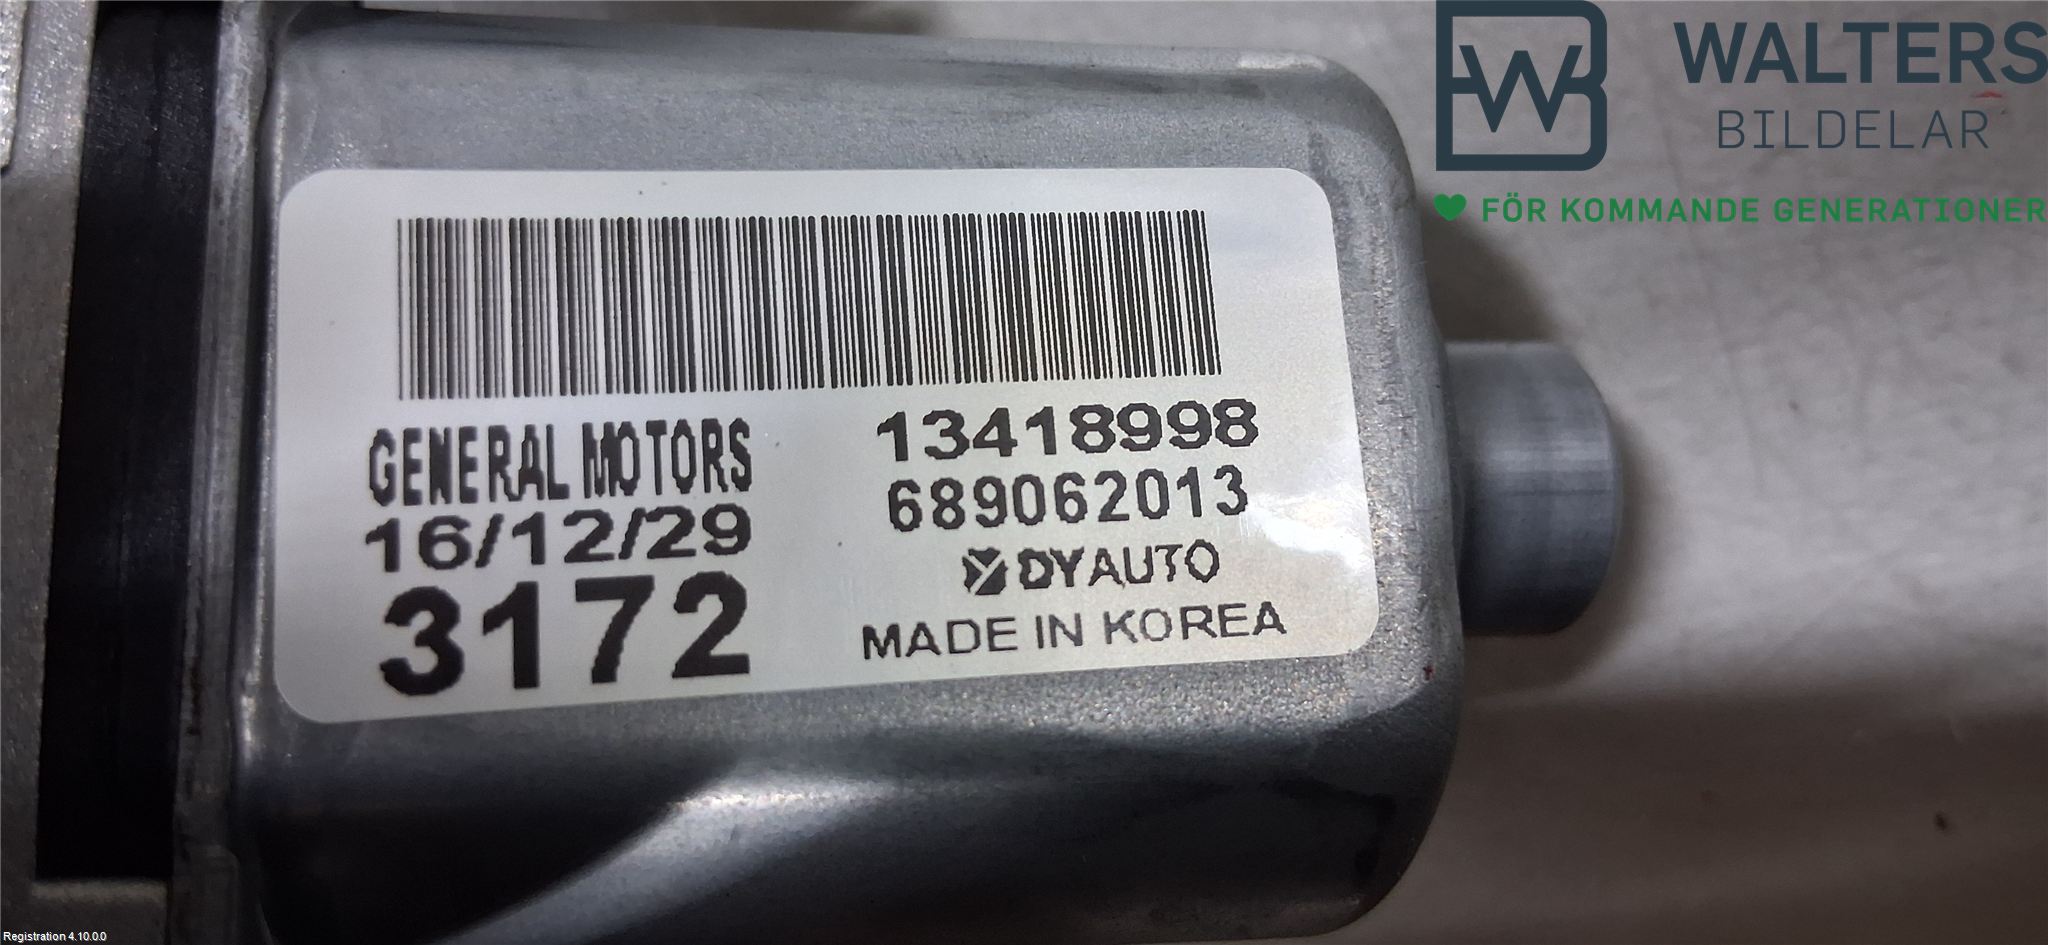 WALTERS
BILDELAR
FÖR KOMMANDE GENERATIONER
GENERAL MOTORS
16/12/29
3172
13418998
689062013
DYAUTO
MADE IN KOREA
Registration 4.10.0.0